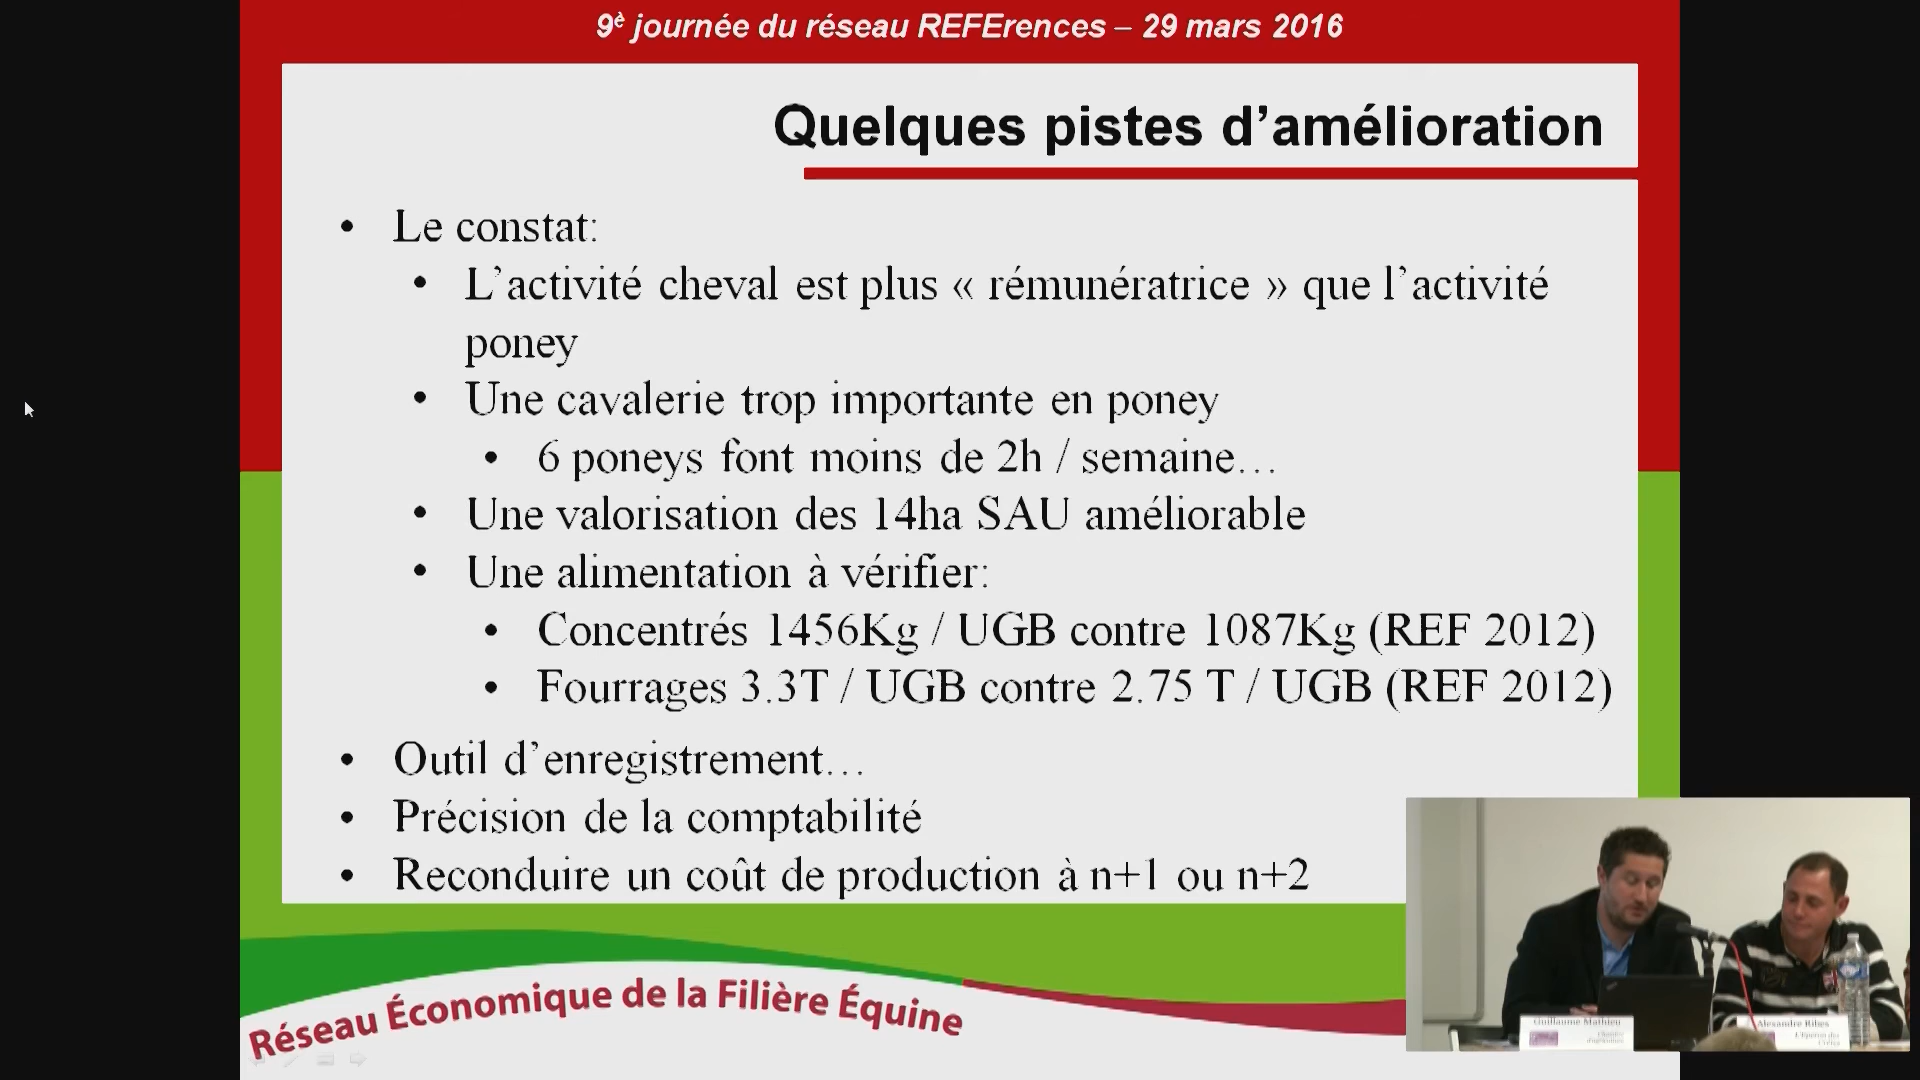 9è journée du réseau REFErences – 29 mars 2016
Quelques pistes d’amélioration
• Le constat:
• L’activité cheval est plus « rémunératrice » que l’activité
poney
• Une cavalerie trop importante en poney
• 6 poneys font moins de 2h / semaine…
• Une valorisation des 14ha SAU améliorable
• Une alimentation à vérifier:
• Concentrés 1456Kg / UGB contre 1087Kg (REF 2012)
• Fourrages 3.3T / UGB contre 2.75 T / UGB (REF 2012)
• Outil d’enregistrement…
• Précision de la comptabilité
• Reconduire un coût de production à n+1 ou n+2
Réseau Économique de la Filière Équine
Guillaume Mathieu
Alexandre Ribes